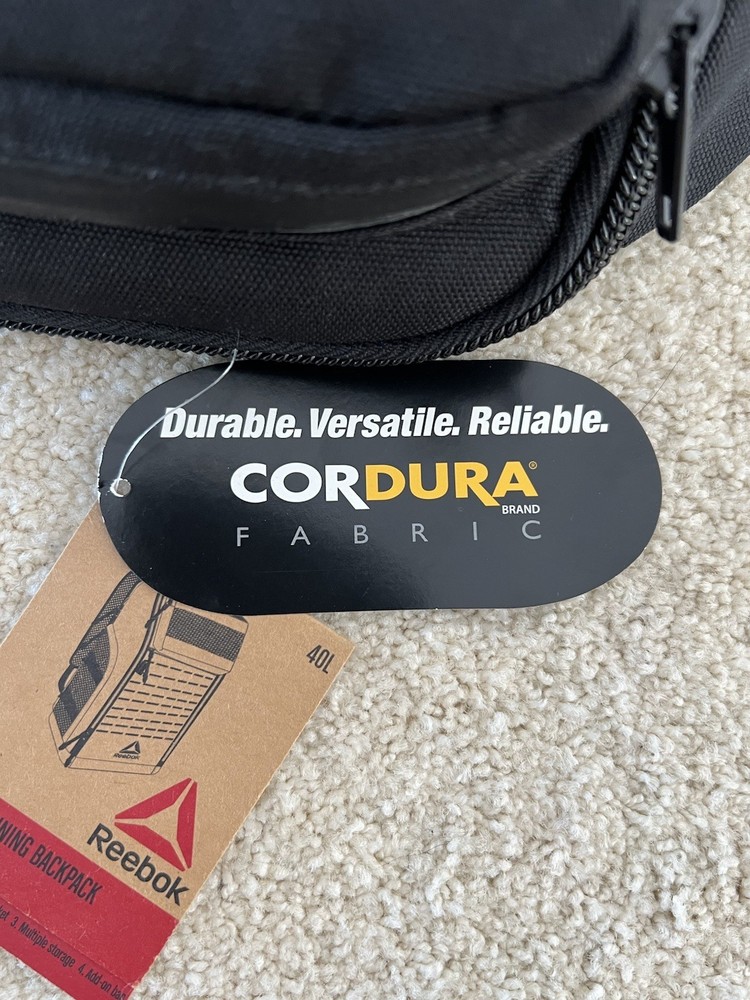 Durable. Versatile. Reliable.
CORDURA®
BRAND
FABRIC
40L
Reebok
Reebok
BACKPACK
3. Multiple storage 4. Add-on